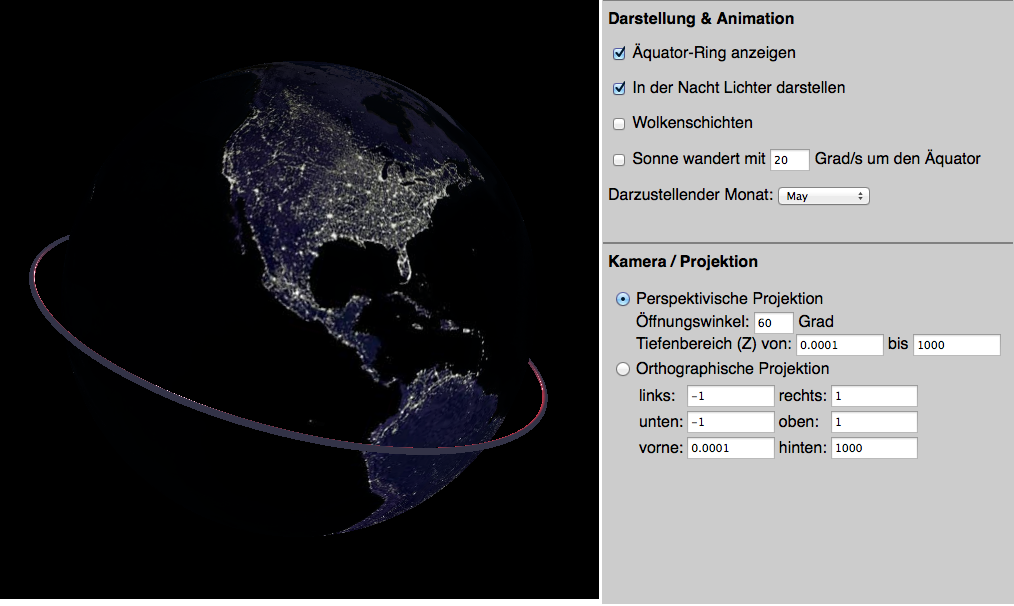 Darstellung & Animation
Äquator-Ring anzeigen
In der Nacht Lichter darstellen
Wolkenschichten
Sonne wandert mit 20 Grad/s um den Äquator
Darzustellender Monat: May
Kamera / Projektion
Perspektivische Projektion
Öffnungswinkel: 60 Grad
Tiefenbereich (Z) von: 0.0001 bis 1000
Orthographische Projektion
links: -1 rechts: 1
unten: -1 oben: 1
vorne: 0.0001 hinten: 1000